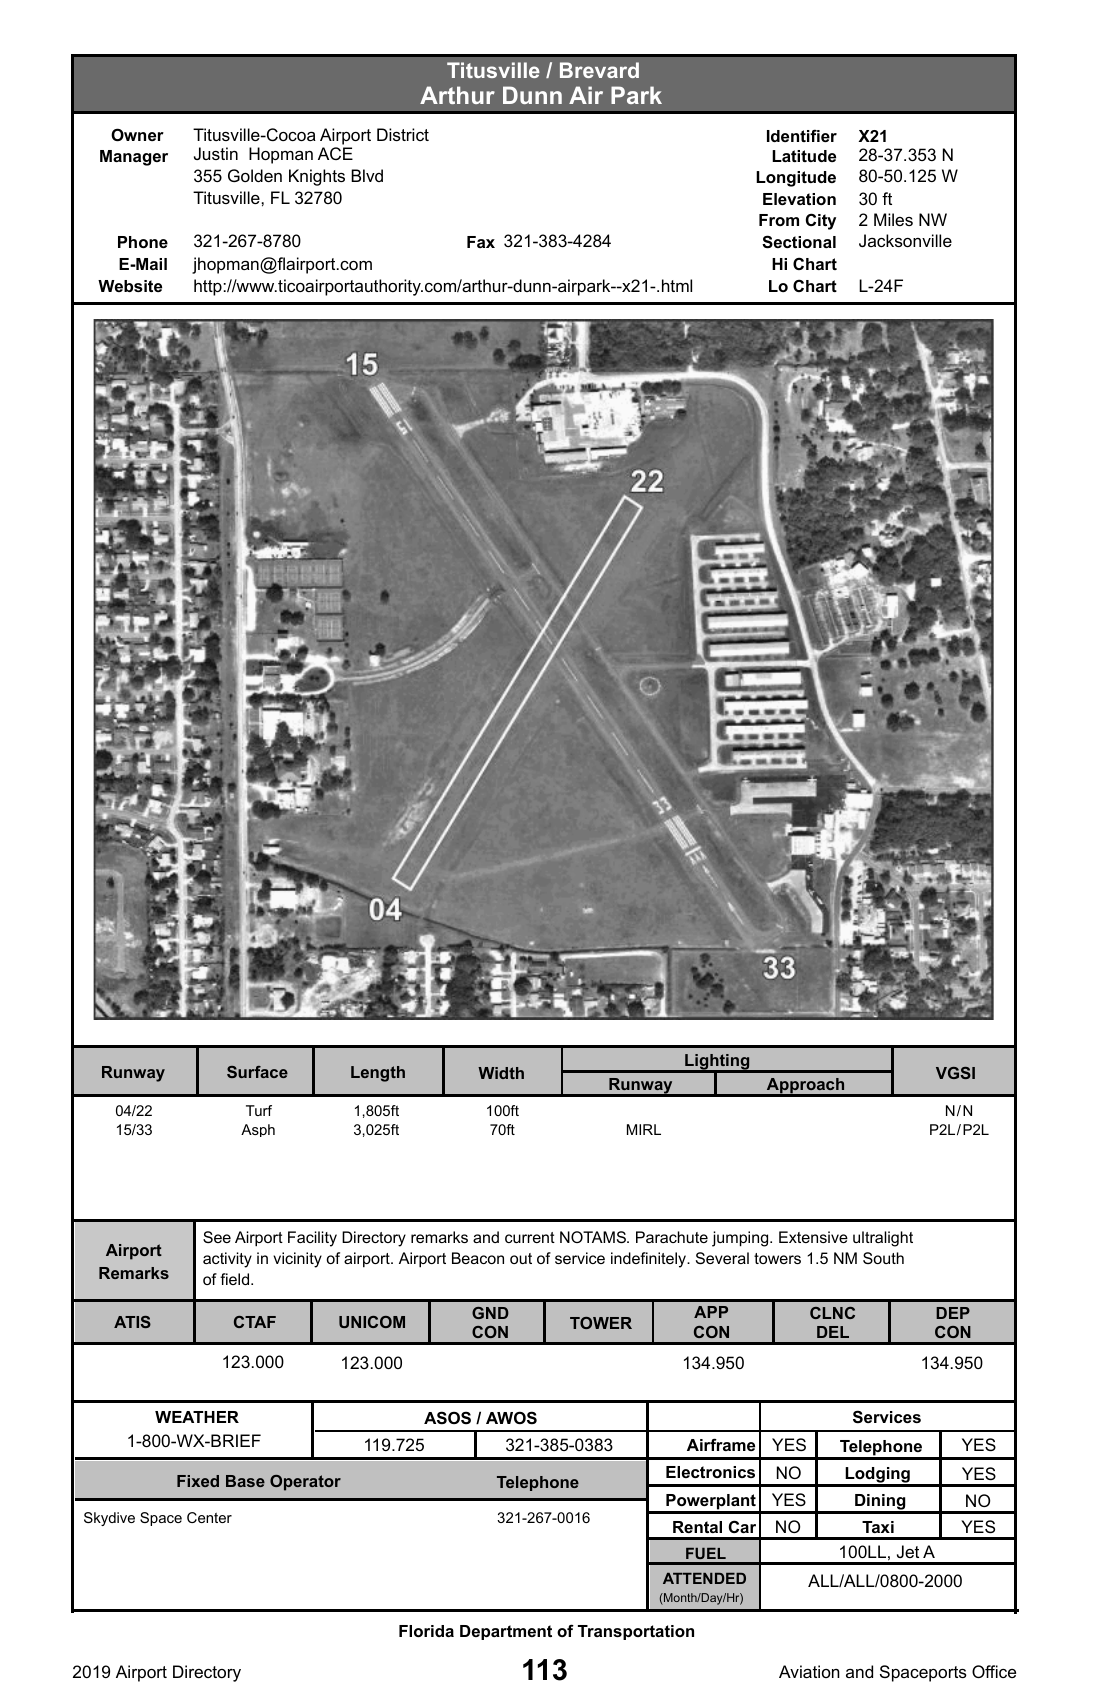 Titusville / Brevard
Arthur Dunn Air Park
Owner Titusville-Cocoa Airport District Identifier X21
Manager Justin Hopman ACE Latitude 28-37.353 N
355 Golden Knights Blvd Longitude 80-50.125 W
Titusville, FL 32780 Elevation 30 ft
From City 2 Miles NW
Phone 321-267-8780 Fax 321-383-4284 Sectional Jacksonville
E-Mail jhopman@flairport.com Hi Chart
Website http://www.ticoairportauthority.com/arthur-dunn-airpark--x21-.html Lo Chart L-24F
15
22
04
33
Runway Surface Length Width Lighting VGSI
Runway Approach
04/22 Turf 1,805ft 100ft N/N
15/33 Asph 3,025ft 70ft MIRL P2L/P2L
Airport Remarks
See Airport Facility Directory remarks and current NOTAMS. Parachute jumping. Extensive ultralight
activity in vicinity of airport. Airport Beacon out of service indefinitely. Several towers 1.5 NM South
of field.
ATIS CTAF UNICOM GND CON TOWER APP CON CLNC DEL DEP CON
123.000 123.000 134.950 134.950
WEATHER ASOS / AWOS Services
1-800-WX-BRIEF 119.725 321-385-0383 Airframe YES Telephone YES
Fixed Base Operator Telephone Electronics NO Lodging YES
Powerplant YES Dining NO
Skydive Space Center 321-267-0016 Rental Car NO Taxi YES
FUEL 100LL, Jet A
ATTENDED ALL/ALL/0800-2000
(Month/Day/Hr)
Florida Department of Transportation
2019 Airport Directory 113 Aviation and Spaceports Office